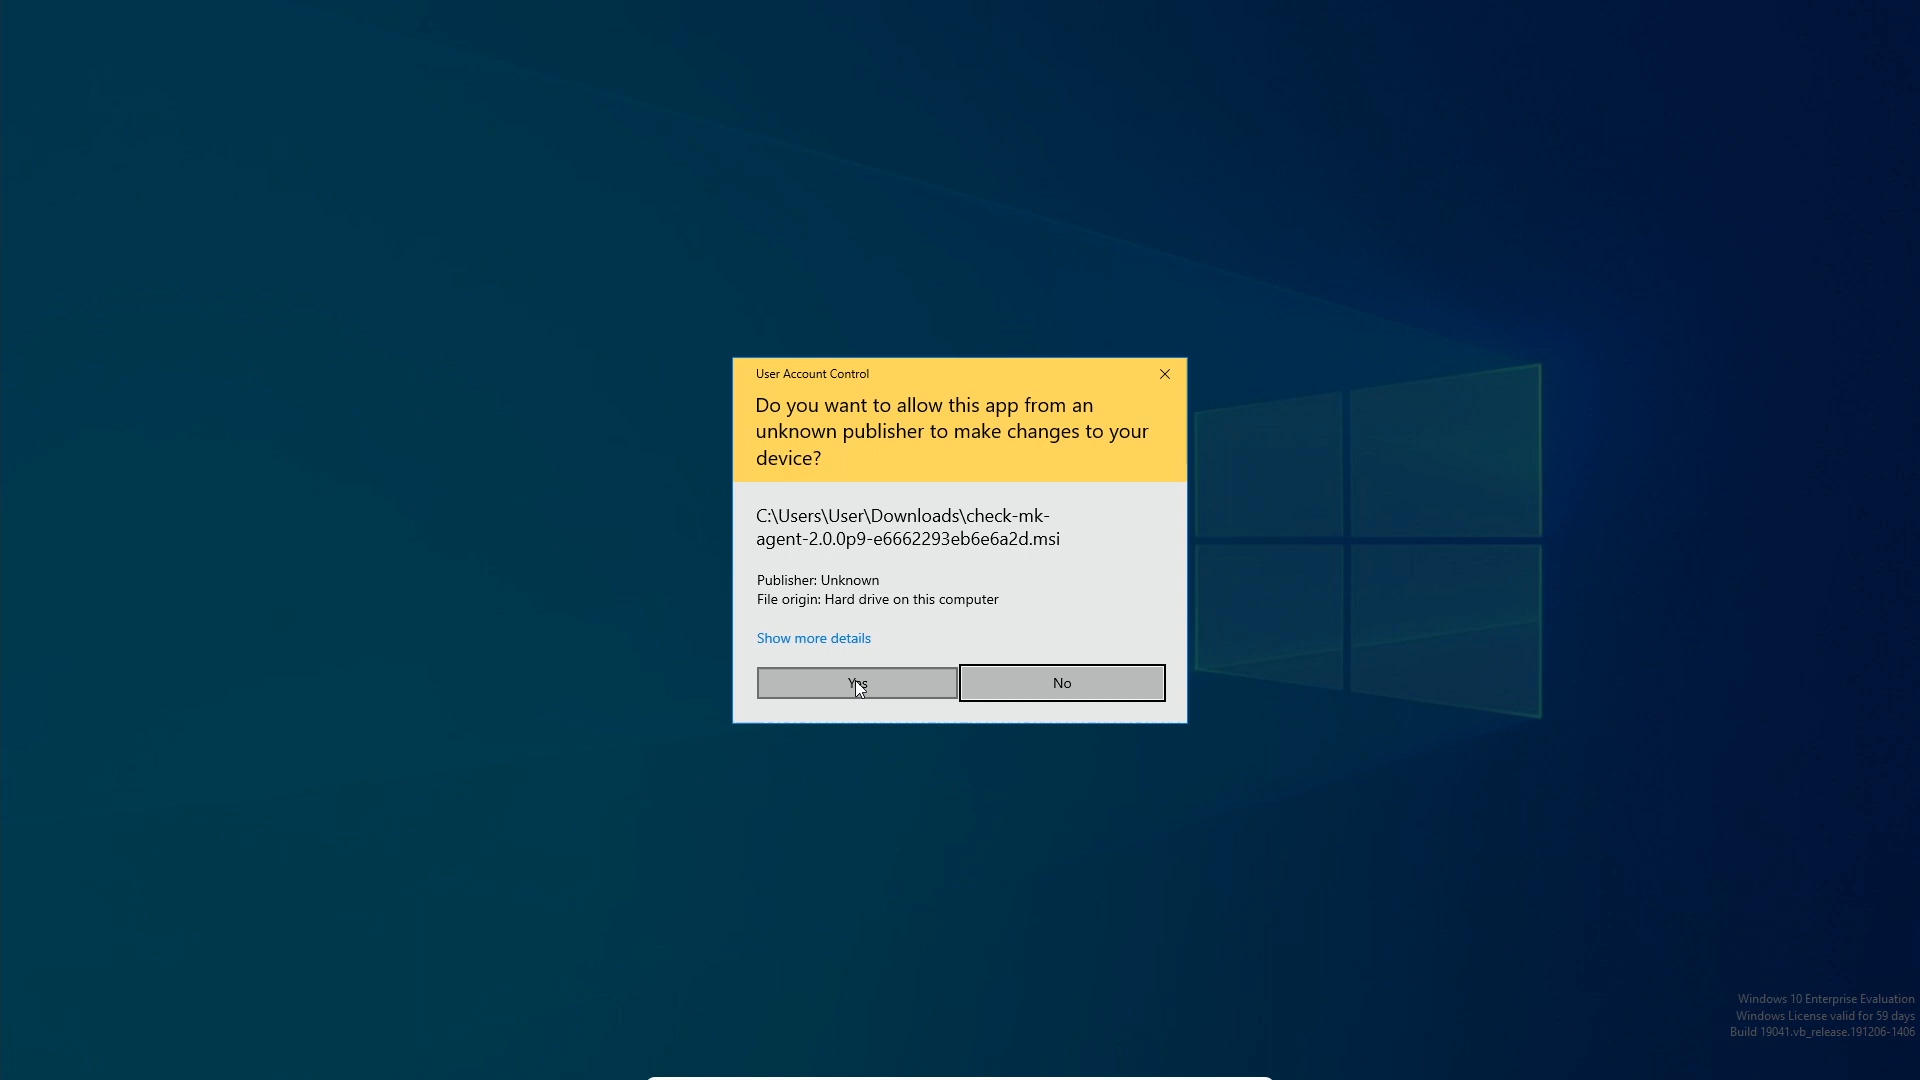 User Account Control
Do you want to allow this app from an
unknown publisher to make changes to your
device?
C:\Users\User\Downloads\check-mk-
agent-2.0.0p9-e6662293eb6e6a2d.msi
Publisher: Unknown
File origin: Hard drive on this computer
Show more details
Yes
No
Windows 10 Enterprise Evaluation
Windows License valid for 59 days
Build 19041.vb_release.191206-1406